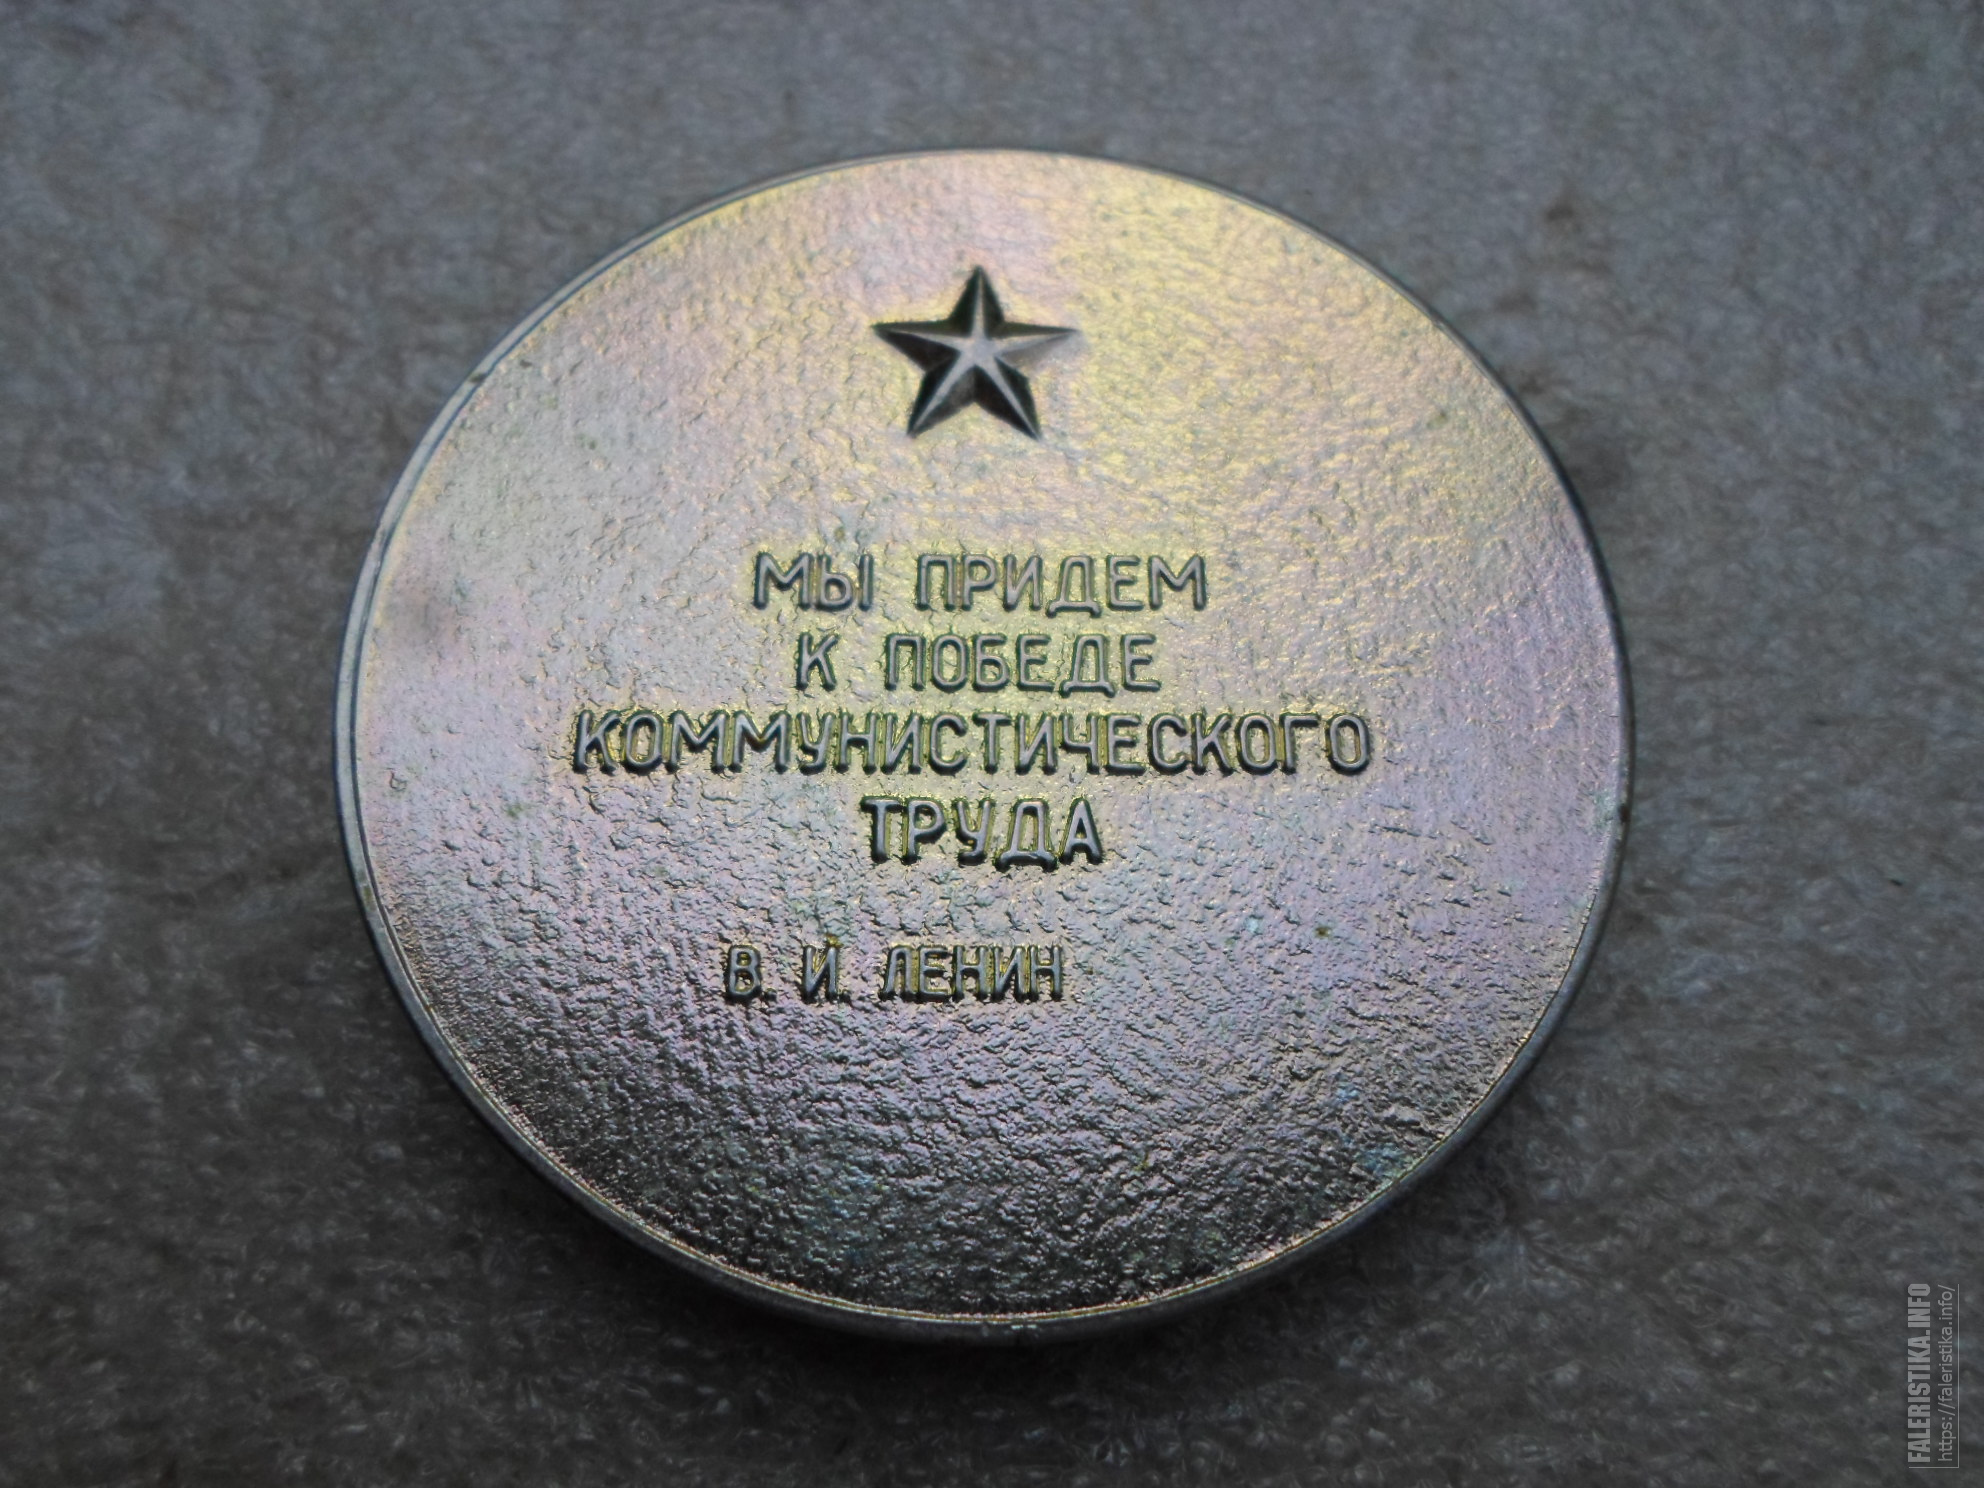 МЫ ПРИДЕМ
К ПОБЕДЕ
КОММУНИСТИЧЕСКОГО
ТРУДА
В. И. ЛЕНИН
FALERISTIKA.INFO
https://faleristika.info/